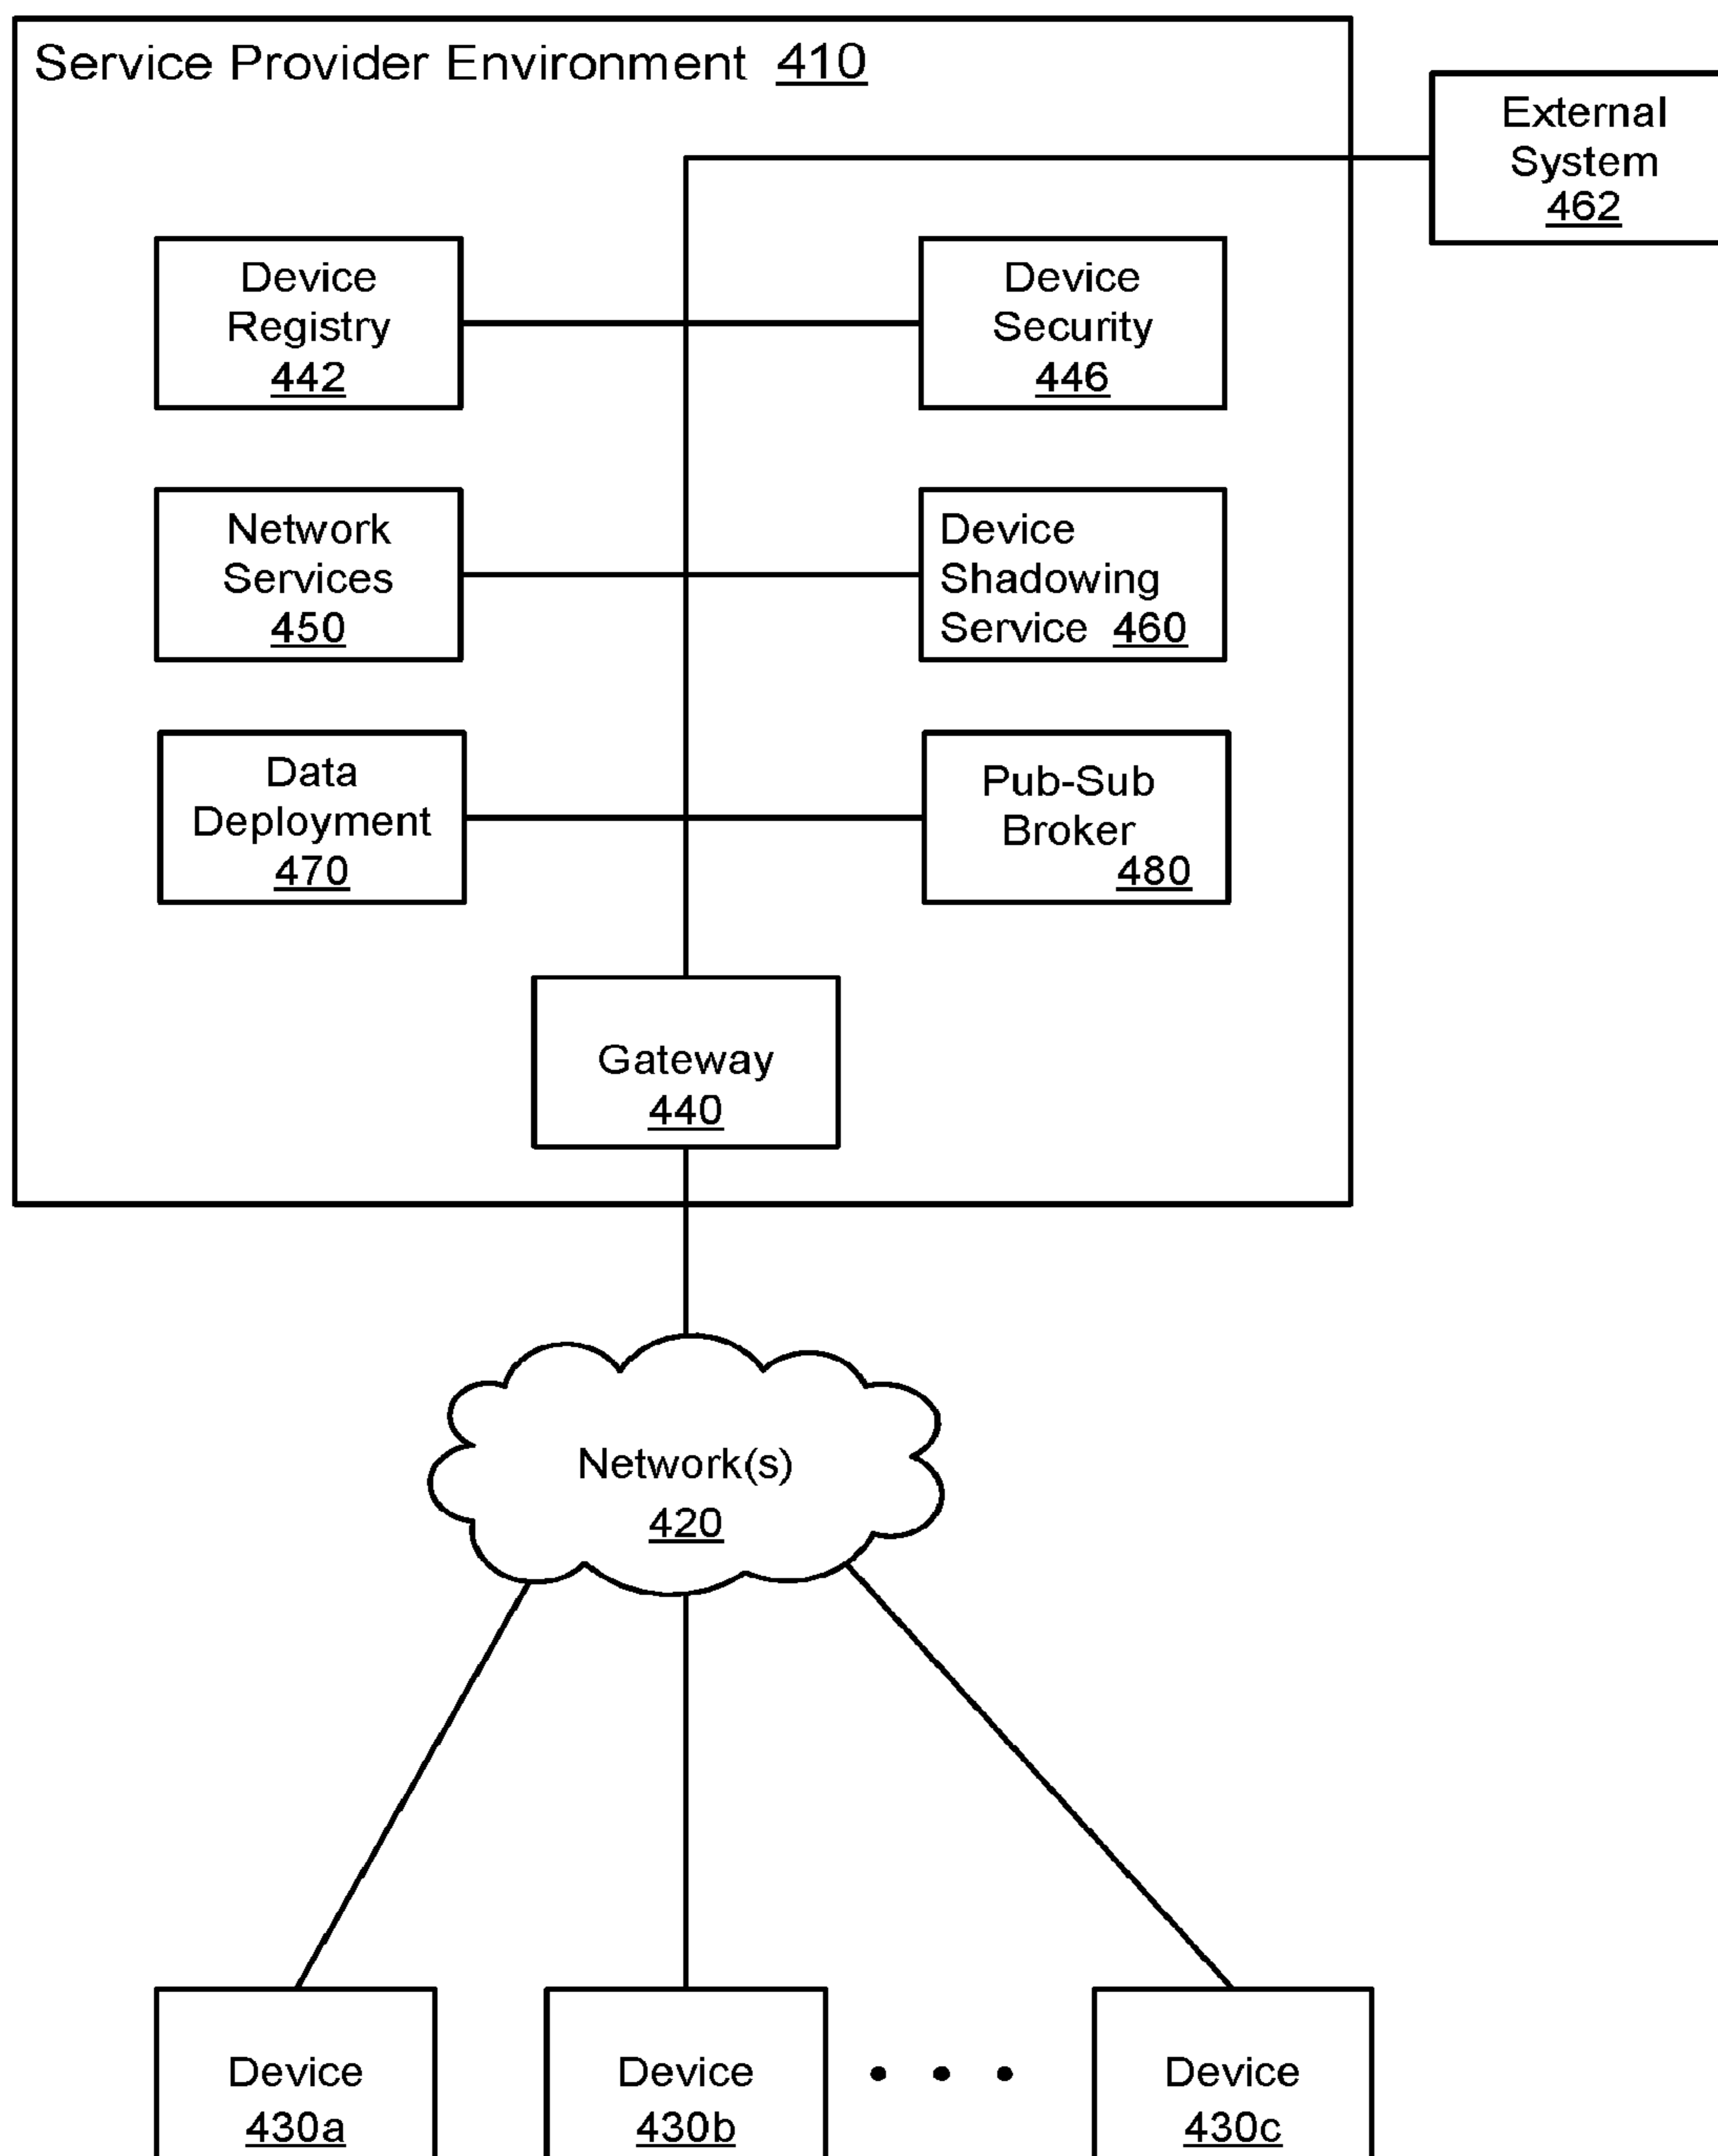 Service Provider Environment 410
External
System
462
Device
Registry
442
Device
Security
446
Network
Services
450
Device
Shadowing
Service 460
Data
Deployment
470
Pub-Sub
Broker
480
Gateway
440
Network(s)
420
Device
430a
Device
430b
Device
430c